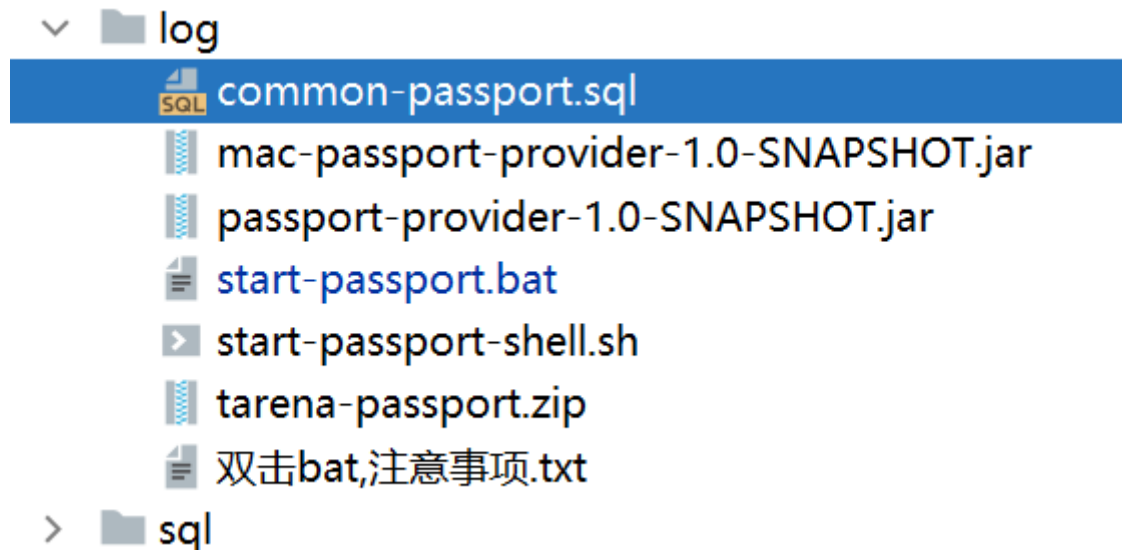 log
SQL common-passport.sql
mac-passport-provider-1.0-SNAPSHOT.jar
passport-provider-1.0-SNAPSHOT.jar
start-passport.bat
start-passport-shell.sh
tarena-passport.zip
双击bat,注意事项.txt
sql